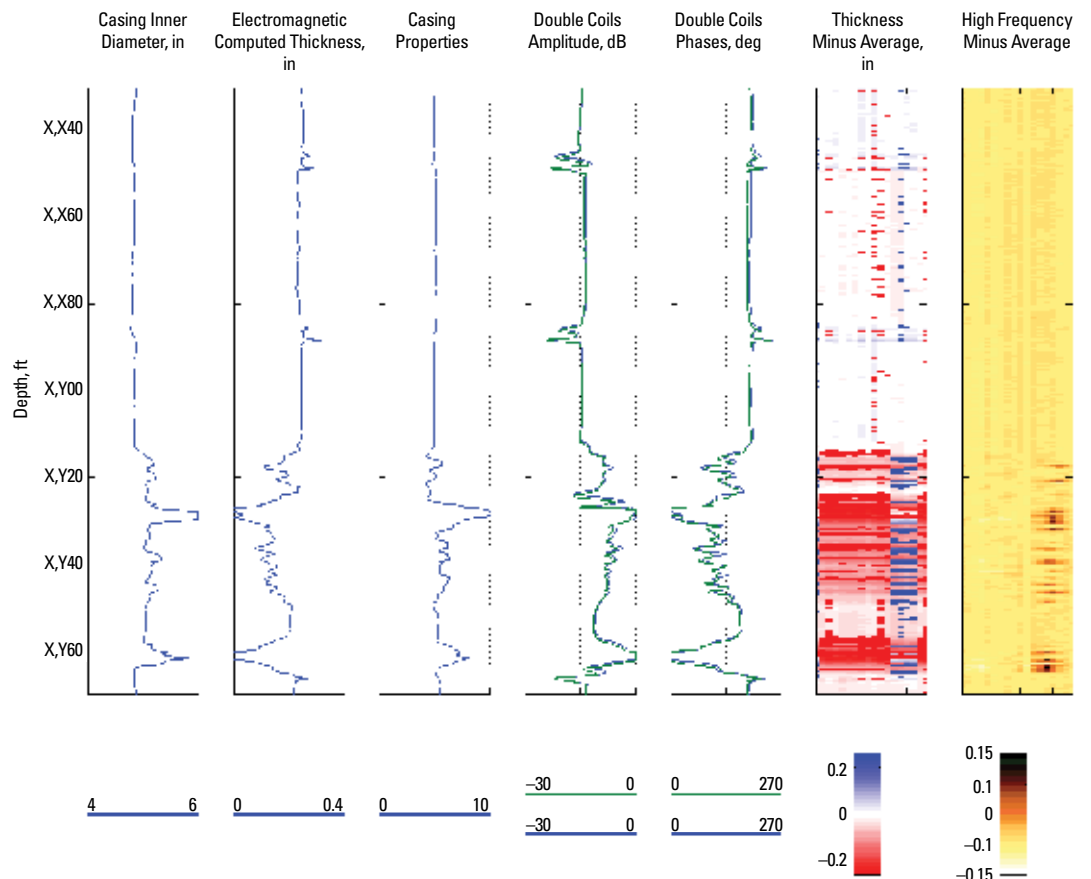 Casing Inner
Diameter, in
Electromagnetic
Computed Thickness,
in
Casing
Properties
Double Coils
Amplitude, dB
Double Coils
Phases, deg
Thickness
Minus Average,
in
High Frequency
Minus Average
Depth, ft
X,X40
X,X60
X,X80
X,Y00
X,Y20
X,Y40
X,Y60
4 6
0 0.4
0 10
–30 0
–30 0
0 270
0 270
0.2
0
–0.2
0.15
0.1
0
–0.1
–0.15